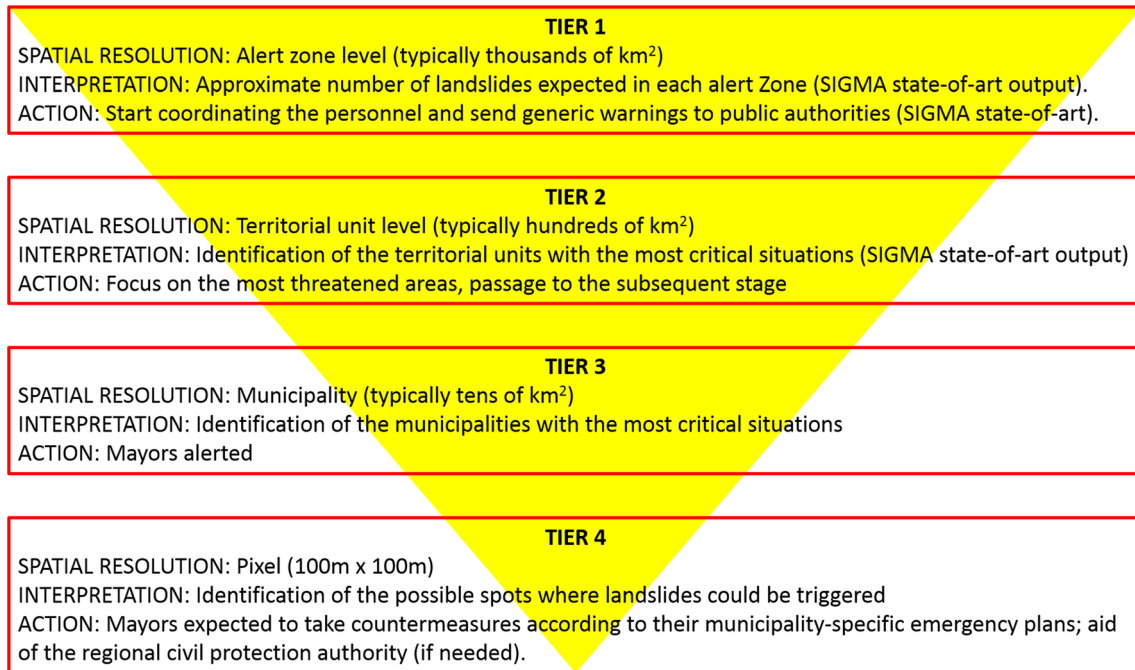 TIER 1
SPATIAL RESOLUTION: Alert zone level (typically thousands of km²)
INTERPRETATION: Approximate number of landslides expected in each alert Zone (SIGMA state-of-art output).
ACTION: Start coordinating the personnel and send generic warnings to public authorities (SIGMA state-of-art).
TIER 2
SPATIAL RESOLUTION: Territorial unit level (typically hundreds of km²)
INTERPRETATION: Identification of the territorial units with the most critical situations (SIGMA state-of-art output)
ACTION: Focus on the most threatened areas, passage to the subsequent stage
TIER 3
SPATIAL RESOLUTION: Municipality (typically tens of km²)
INTERPRETATION: Identification of the municipalities with the most critical situations
ACTION: Mayors alerted
TIER 4
SPATIAL RESOLUTION: Pixel (100m x 100m)
INTERPRETATION: Identification of the possible spots where landslides could be triggered
ACTION: Mayors expected to take countermeasures according to their municipality-specific emergency plans; aid
of the regional civil protection authority (if needed).